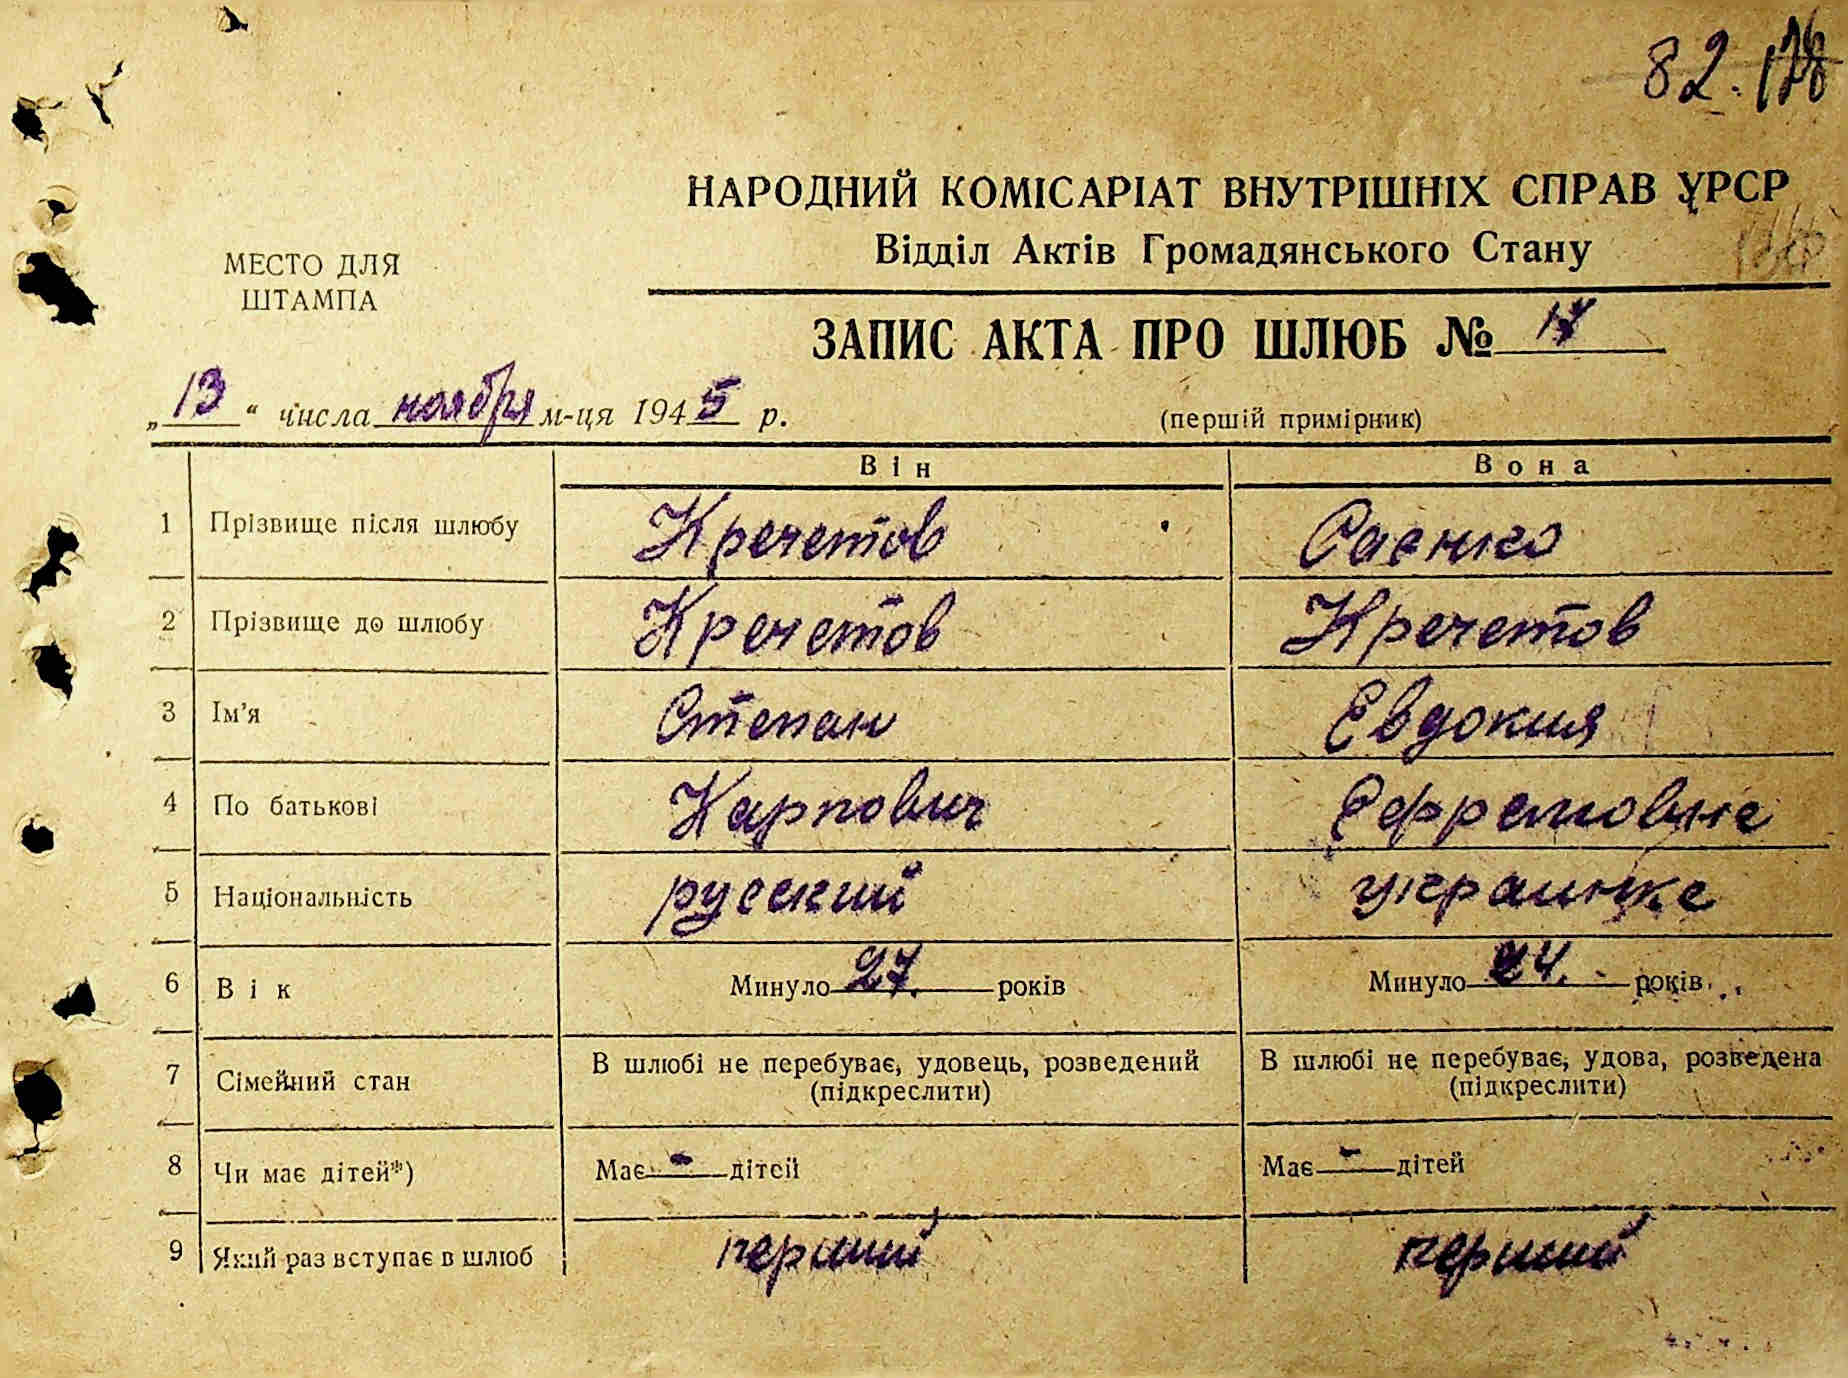 82. 128
НАРОДНИЙ КОМІСАРІАТ ВНУТРІШНІХ СПРАВ УРСР
Відділ Актів Громадянського Стану
МЕСТО ДЛЯ
ШТАМПА
ЗАПИС АКТА ПРО ШЛЮБ № 17
„13“ числа ноября м-ця 1945 р.
(першій примірник)
Він Вона
1 Прізвище після шлюбу Кречетов Саенко
2 Прізвище до шлюбу Кречетов Кречетов
3 Ім’я Степан Евдокия
4 По батькові Карпович Ефремовна
5 Національність русский украинка
6 Вік Минуло 27. років Минуло 24. років
7 Сімейний стан В шлюбі не перебуває, удовець, розведений В шлюбі не перебуває, удова, розведена
(підкреслити) (підкреслити)
8 Чи має дітей*) Має - дітей Має - дітей
9 Який раз вступає в шлюб перший перший